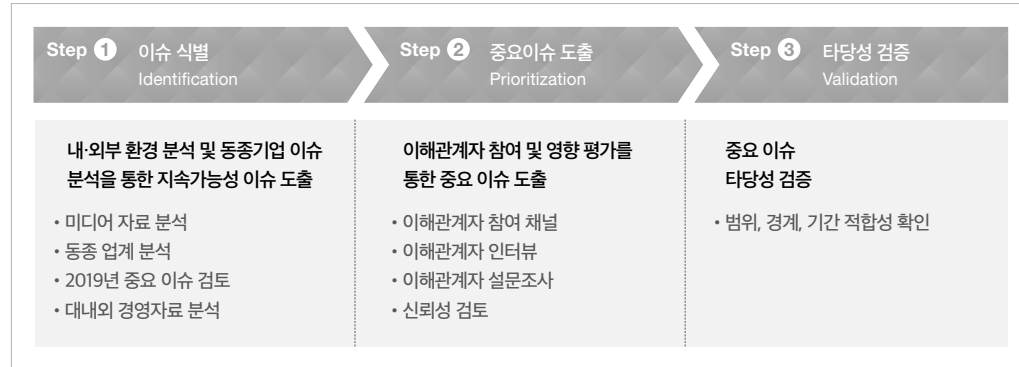 Step 1 이슈 식별
Identification
Step 2 중요이슈 도출
Prioritization
Step 3 타당성 검증
Validation
내·외부 환경 분석 및 동종기업 이슈
분석을 통한 지속가능성 이슈 도출
• 미디어 자료 분석
• 동종 업계 분석
• 2019년 중요 이슈 검토
• 대내외 경영자료 분석
이해관계자 참여 및 영향 평가를
통한 중요 이슈 도출
• 이해관계자 참여 채널
• 이해관계자 인터뷰
• 이해관계자 설문조사
• 신뢰성 검토
중요 이슈
타당성 검증
• 범위, 경계, 기간 적합성 확인